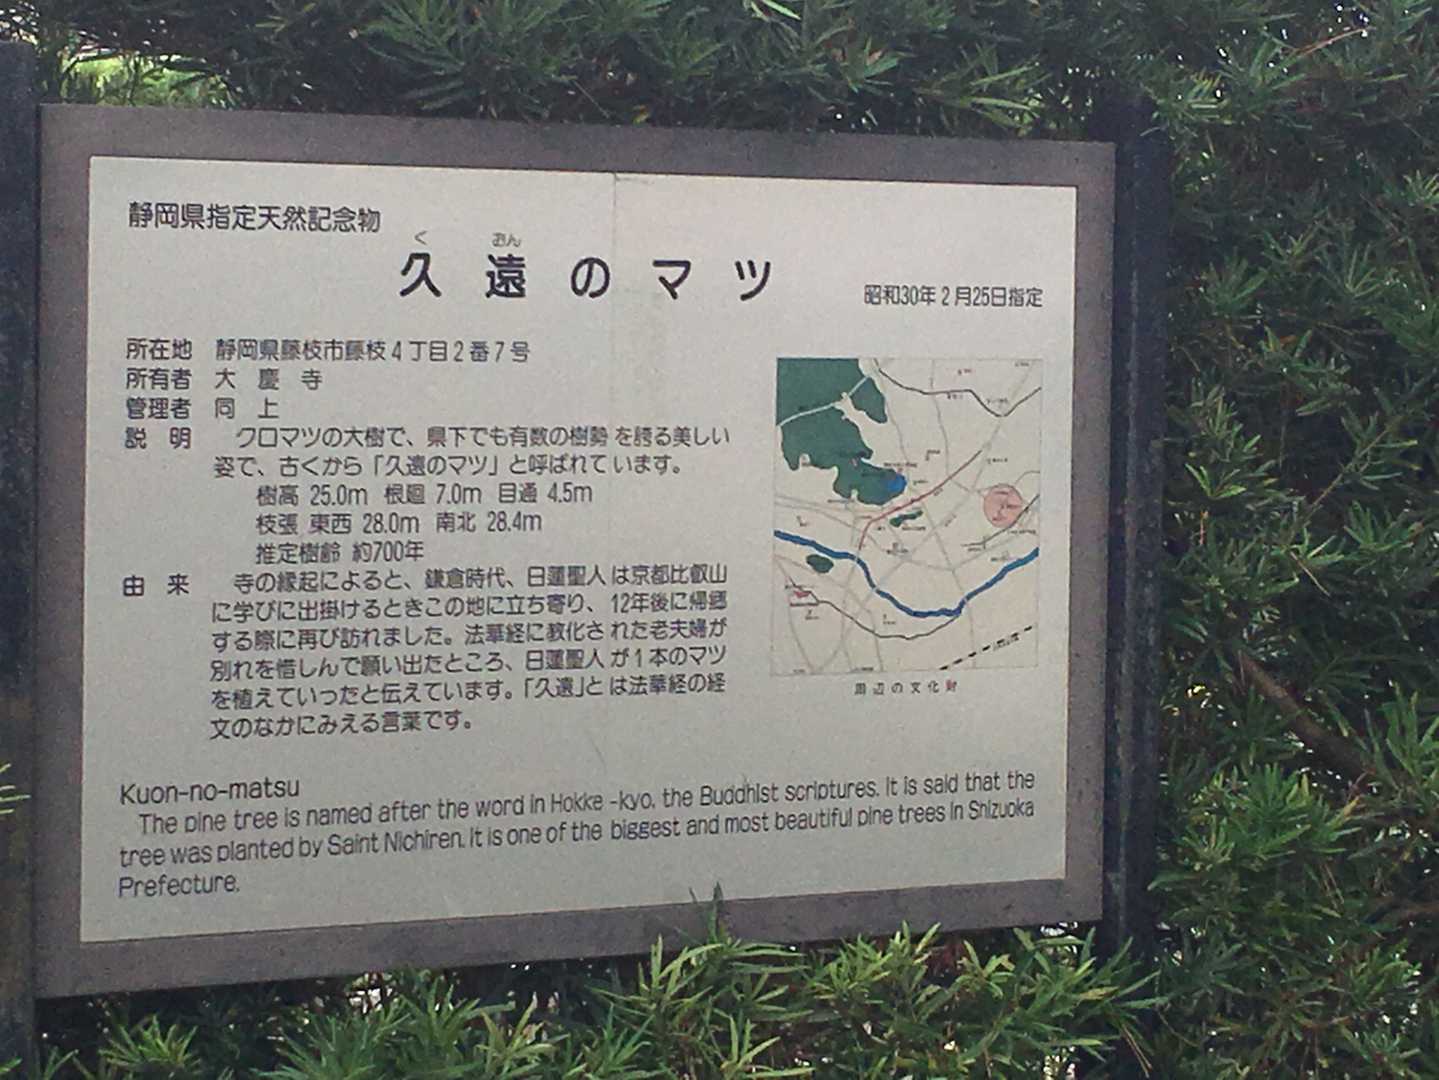 静岡県指定天然記念物
く おん
久遠のマツ
昭和30年2月25日指定
所在地 静岡県藤枝市藤枝4丁目2番7号
所有者 大慶寺
管理者 同上
説明 クロマツの大樹で、県下でも有数の樹勢を誇る美しい
姿で、古くから「久遠のマツ」と呼ばれています。
樹高 25.0m 根廻 7.0m 目通 4.5m
枝張 東西 28.0m 南北 28.4m
推定樹齢 約700年
由来 寺の縁起によると、鎌倉時代、日蓮聖人は京都比叡山
に学びに出掛けるときこの地に立ち寄り、12年後に帰郷
する際に再び訪れました。法華経に教化された老夫婦が
別れを惜しんで願い出たところ、日蓮聖人が1本のマツ
を植えていったと伝えています。「久遠」とは法華経の経
文のなかにみえる言葉です。
周辺の文化財
Kuon-no-matsu
The pine tree is named after the word in Hokke -kyo, the Buddhist scriptures. It is said that the
tree was planted by Saint Nichiren. It is one of the biggest and most beautiful pine trees in Shizuoka
Prefecture.